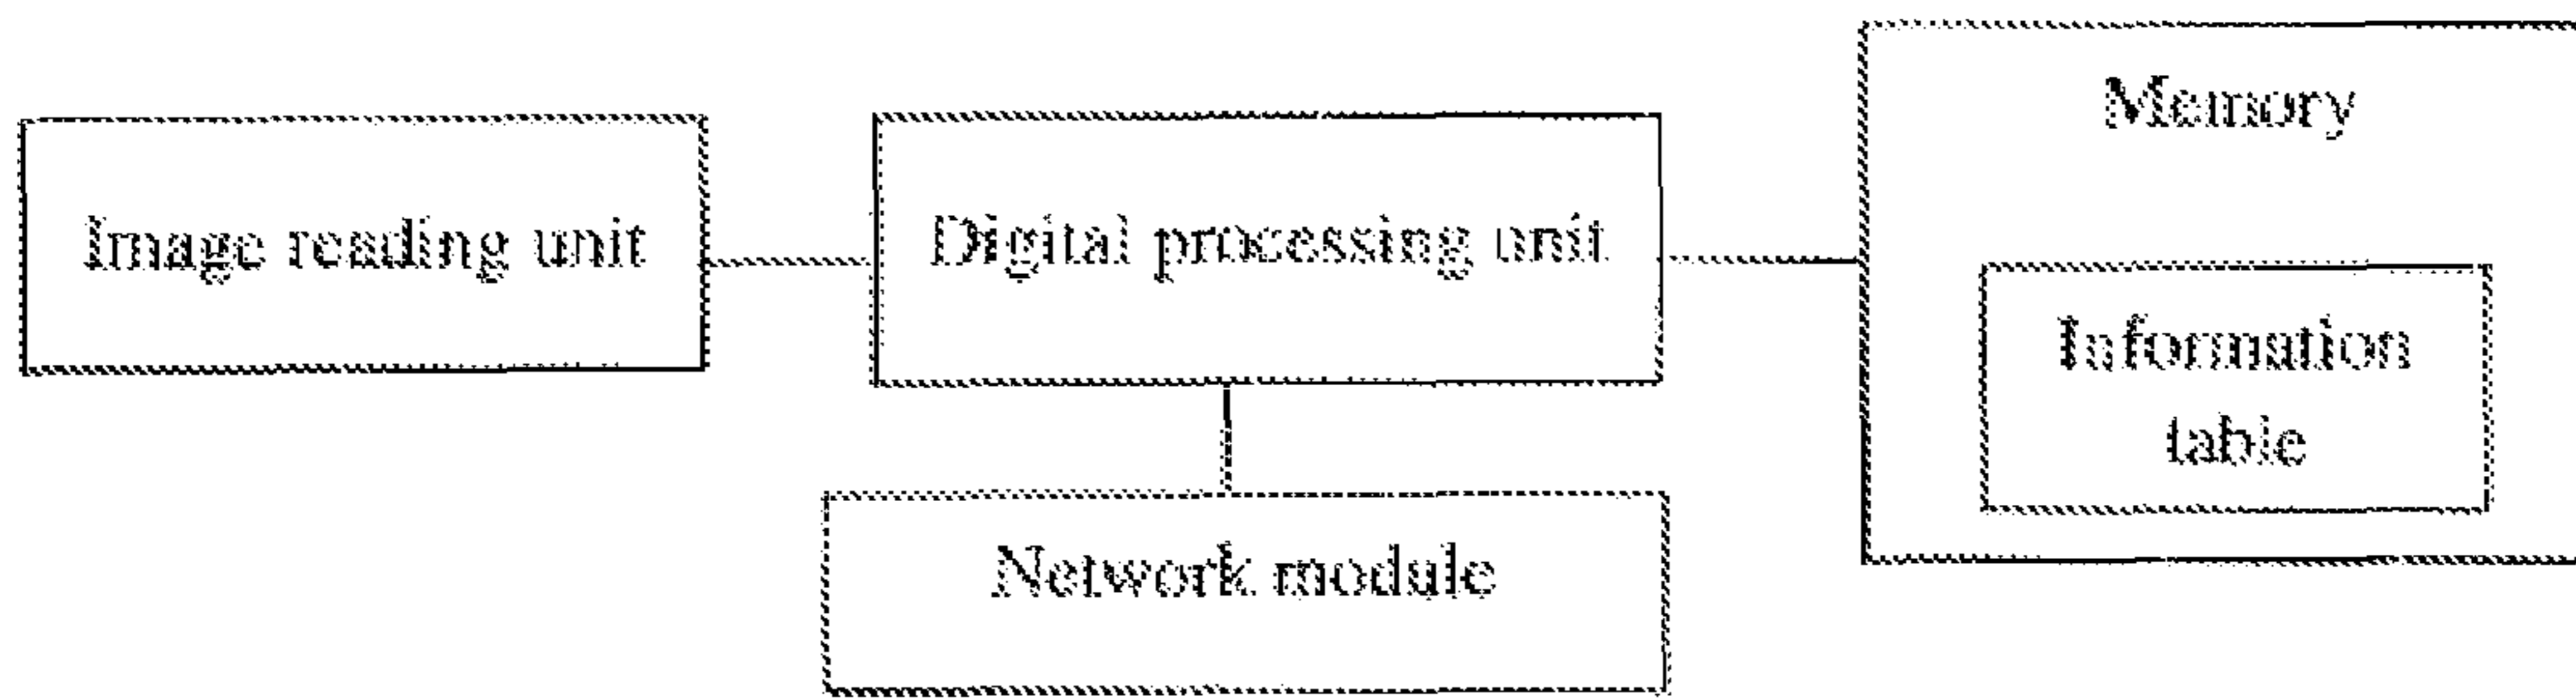 Memory
Image reading unit
Digital processing unit
Information
table
Network module